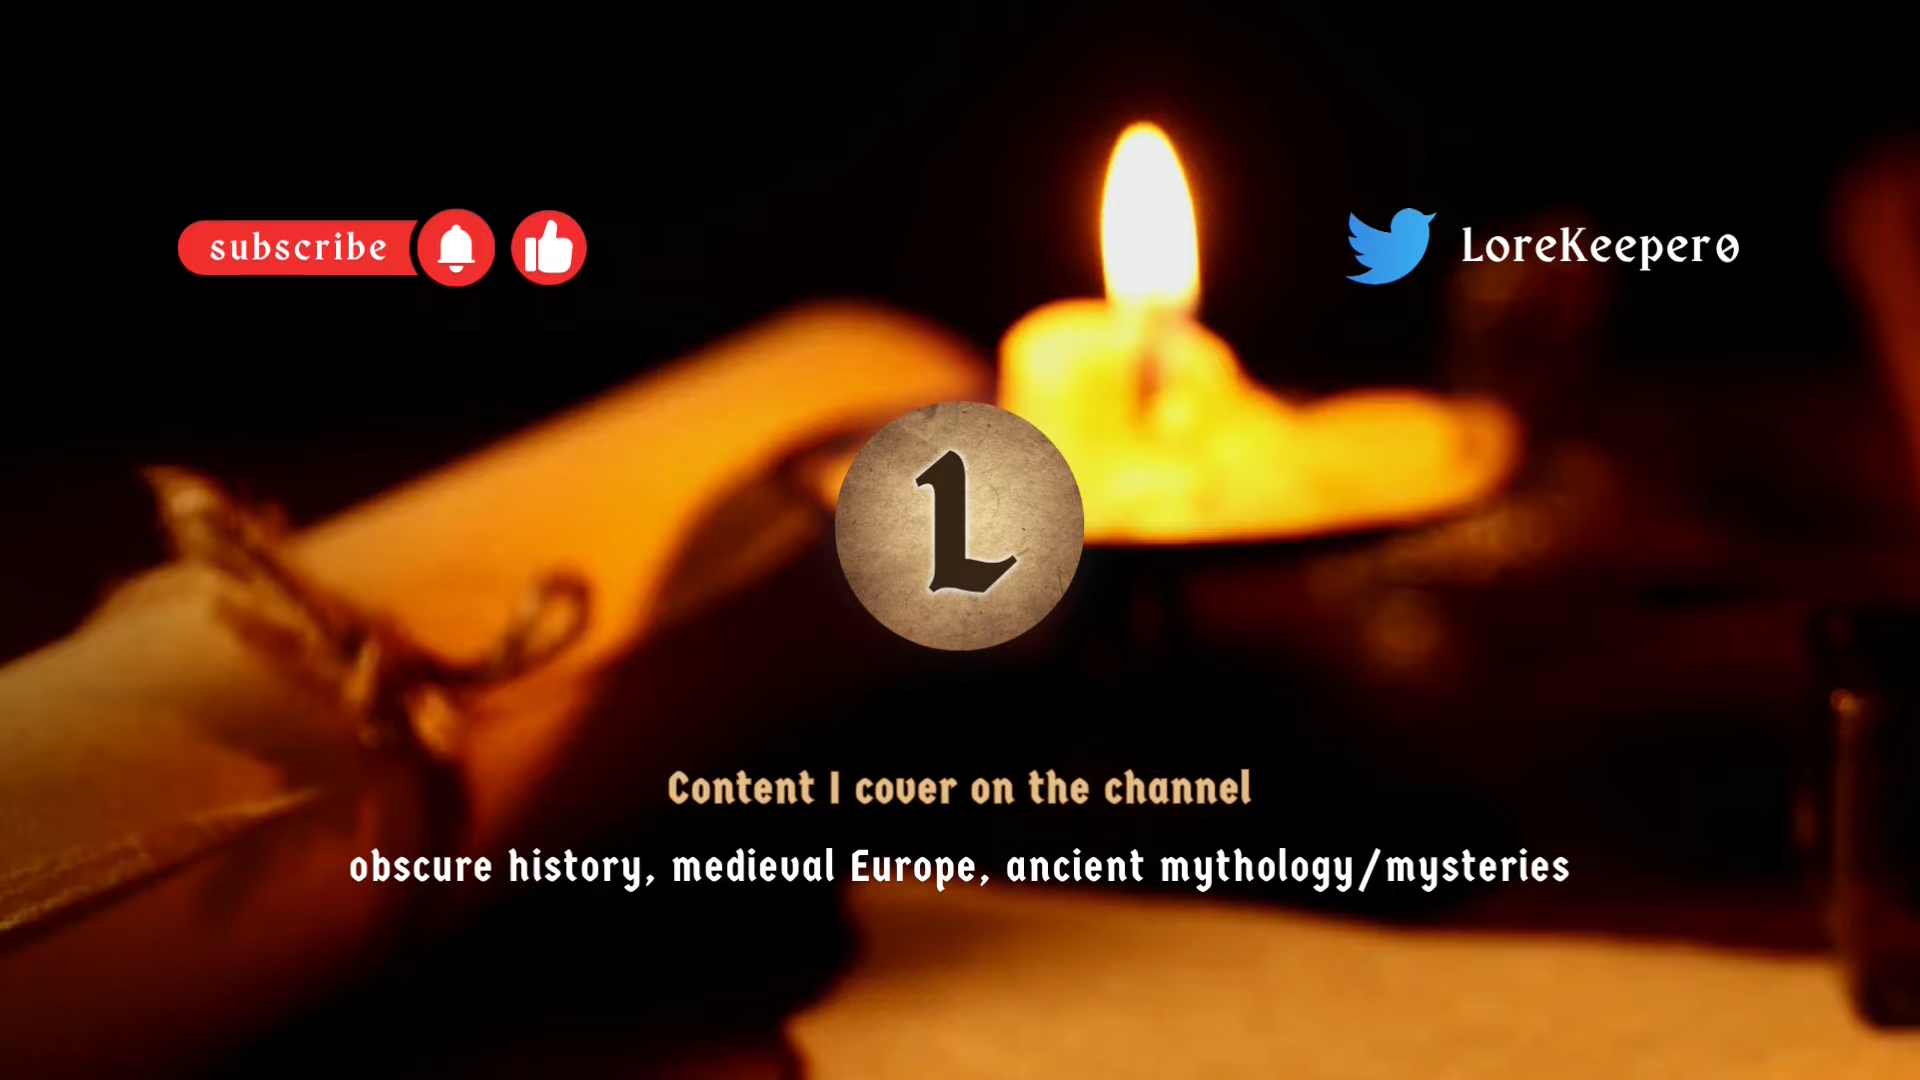 subscribe
LoreKeeper0
L
Content I cover on the channel
obscure history, medieval Europe, ancient mythology/mysteries